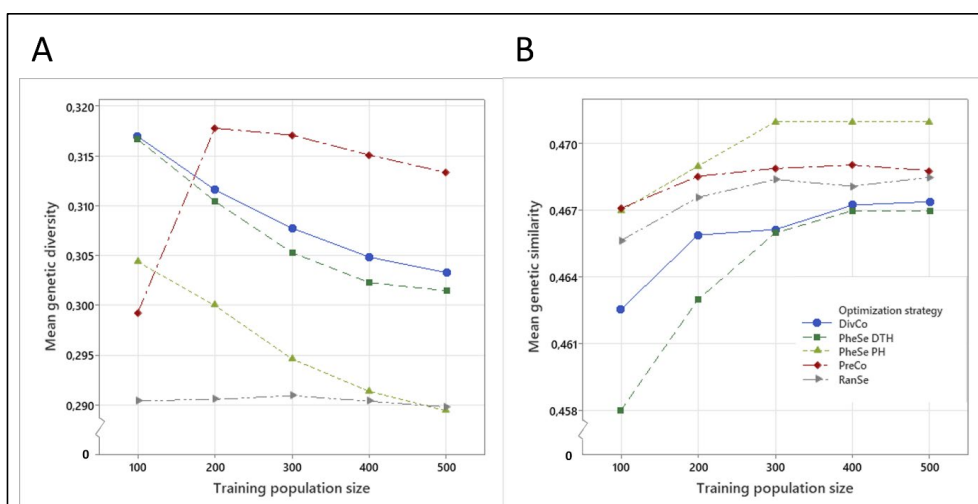 A
Mean genetic diversity
0,320
0,315
0,310
0,305
0,300
0,295
0,290
0
100 200 300 400 500
Training population size
B
Mean genetic similarity
0,470
0,467
0,464
0,461
0,458
0
Optimization strategy
DivCo
PheSe DTH
PheSe PH
PreCo
RanSe
100 200 300 400 500
Training population size